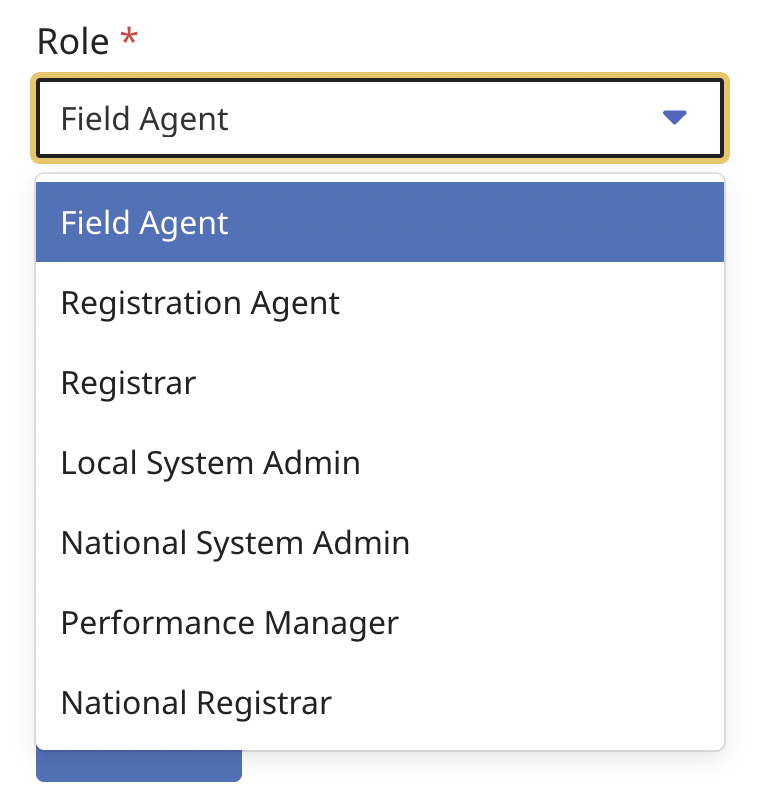 Role *
Field Agent
Field Agent
Registration Agent
Registrar
Local System Admin
National System Admin
Performance Manager
National Registrar